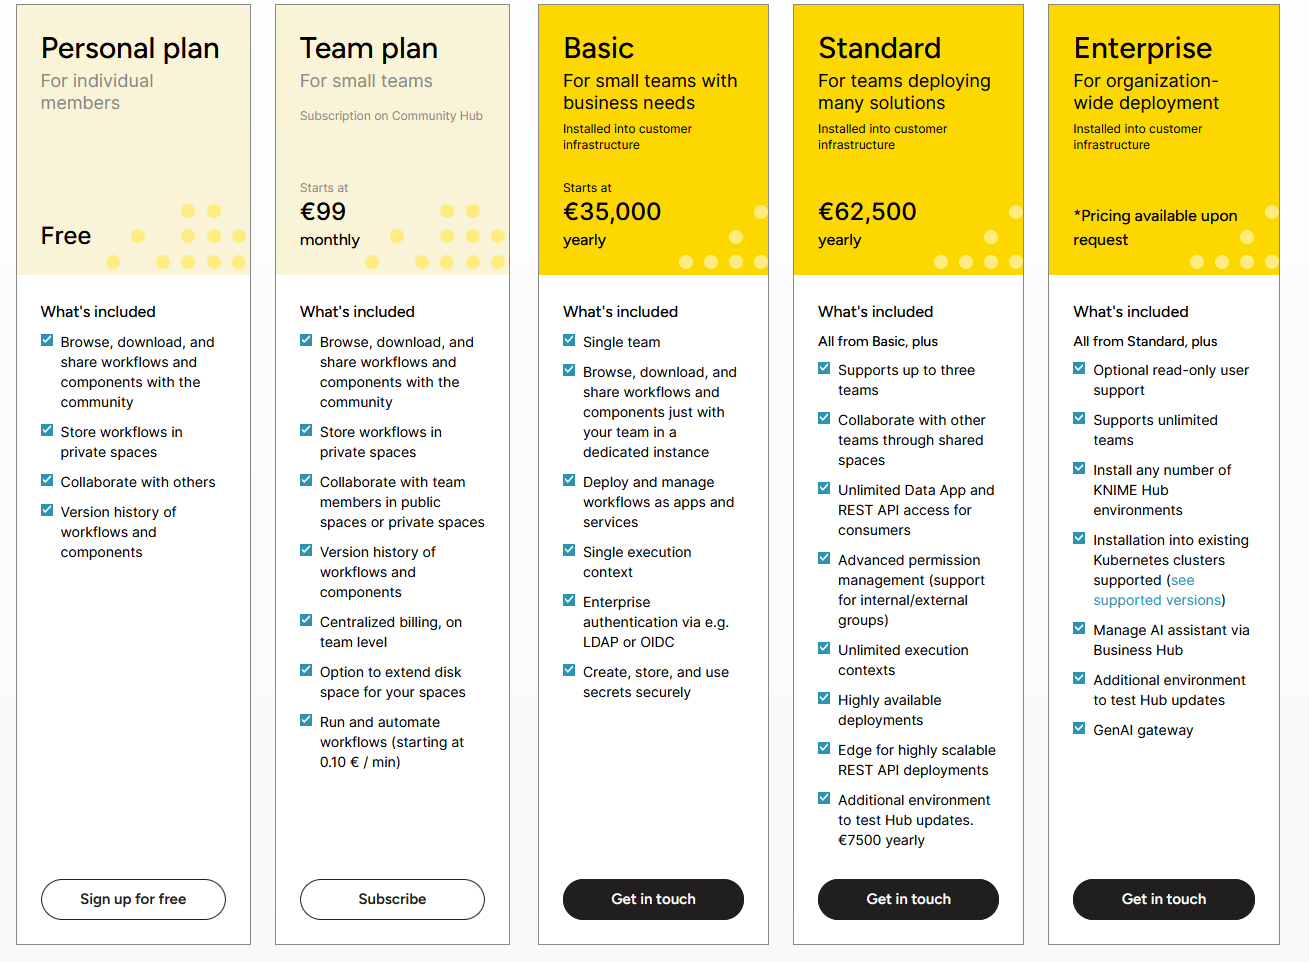 Personal plan
For individual
members
Free
What's included
Browse, download, and
share workflows and
components with the
community
Store workflows in
private spaces
Collaborate with others
Version history of
workflows and
components
Sign up for free
Team plan
For small teams
Subscription on Community Hub
Starts at
€99
monthly
What's included
Browse, download, and
share workflows and
components with the
community
Store workflows in
private spaces
Collaborate with team
members in public
spaces or private spaces
Version history of
workflows and
components
Centralized billing, on
team level
Option to extend disk
space for your spaces
Run and automate
workflows (starting at
0.10 € / min)
Subscribe
Basic
For small teams with
business needs
Installed into customer
infrastructure
Starts at
€35,000
yearly
What's included
Single team
Browse, download, and
share workflows and
components just with
your team in a
dedicated instance
Deploy and manage
workflows as apps and
services
Single execution
context
Enterprise
authentication via e.g.
LDAP or OIDC
Create, store, and use
secrets securely
Get in touch
Standard
For teams deploying
many solutions
Installed into customer
infrastructure
€62,500
yearly
What's included
All from Basic, plus
Supports up to three
teams
Collaborate with other
teams through shared
spaces
Unlimited Data App and
REST API access for
consumers
Advanced permission
management (support
for internal/external
groups)
Unlimited execution
contexts
Highly available
deployments
Edge for highly scalable
REST API deployments
Additional environment
to test Hub updates.
€7500 yearly
Get in touch
Enterprise
For organization-
wide deployment
Installed into customer
infrastructure
*Pricing available upon
request
What's included
All from Standard, plus
Optional read-only user
support
Supports unlimited
teams
Install any number of
KNIME Hub
environments
Installation into existing
Kubernetes clusters
supported (see
supported versions)
Manage AI assistant via
Business Hub
Additional environment
to test Hub updates
GenAI gateway
Get in touch